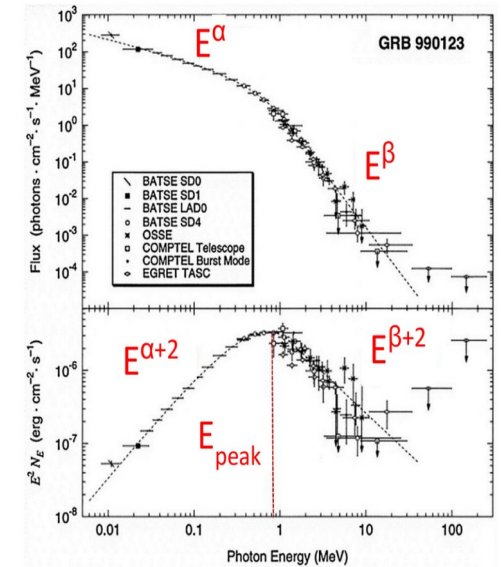 10³
10²
10¹
10⁰
10⁻¹
10⁻²
10⁻³
10⁻⁴
Flux (photons · cm⁻² · s⁻¹ · MeV⁻¹)
E^α
GRB 990123
E^β
BATSE SD0
BATSE SD1
BATSE LAD0
BATSE SD4
OSSE
COMPTEL Telescope
COMPTEL Burst Mode
EGRET TASC
10⁻⁶
10⁻⁷
10⁻⁸
E² N_E (erg · cm⁻² · s⁻¹)
E^α+2
E^β+2
E_peak
0.01 0.1 1 10 100
Photon Energy (MeV)